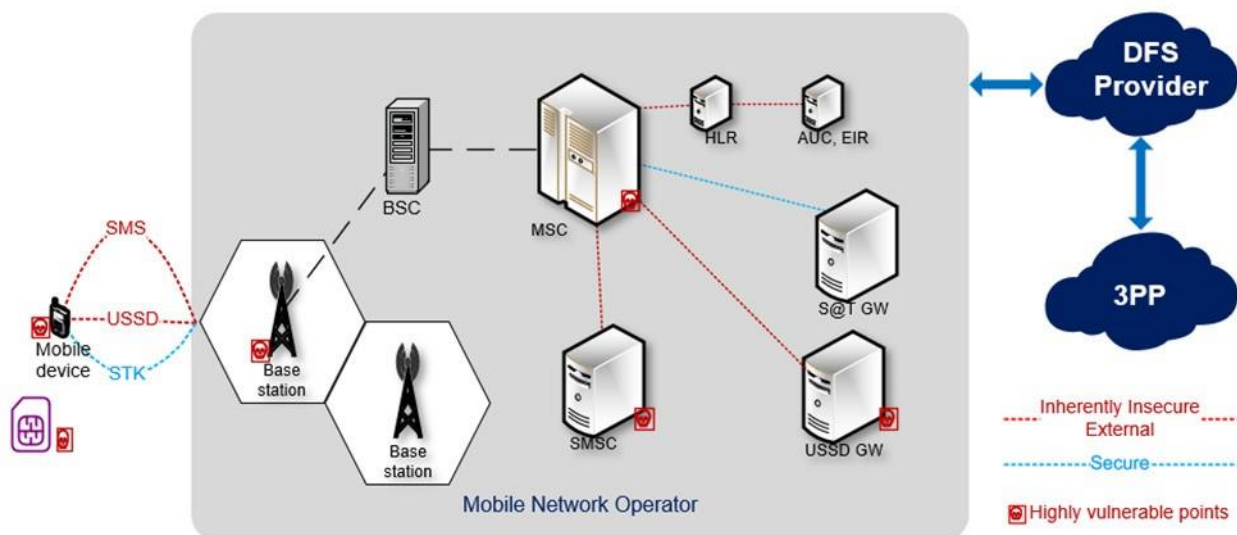 SMS
USSD
STK
Mobile
device
BSC
MSC
HLR
AUC, EIR
S@T GW
USSD GW
SMSC
Base
station
Base
station
Mobile Network Operator
DFS
Provider
3PP
Inherently Insecure
External
Secure
Highly vulnerable points